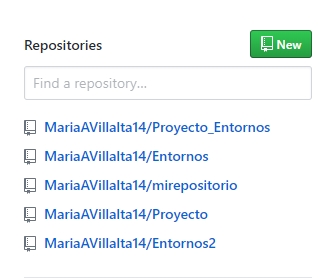 Repositories
New
Find a repository...
MariaAVillalta14/Proyecto_Entornos
MariaAVillalta14/Entornos
MariaAVillalta14/mirepositorio
MariaAVillalta14/Proyecto
MariaAVillalta14/Entornos2